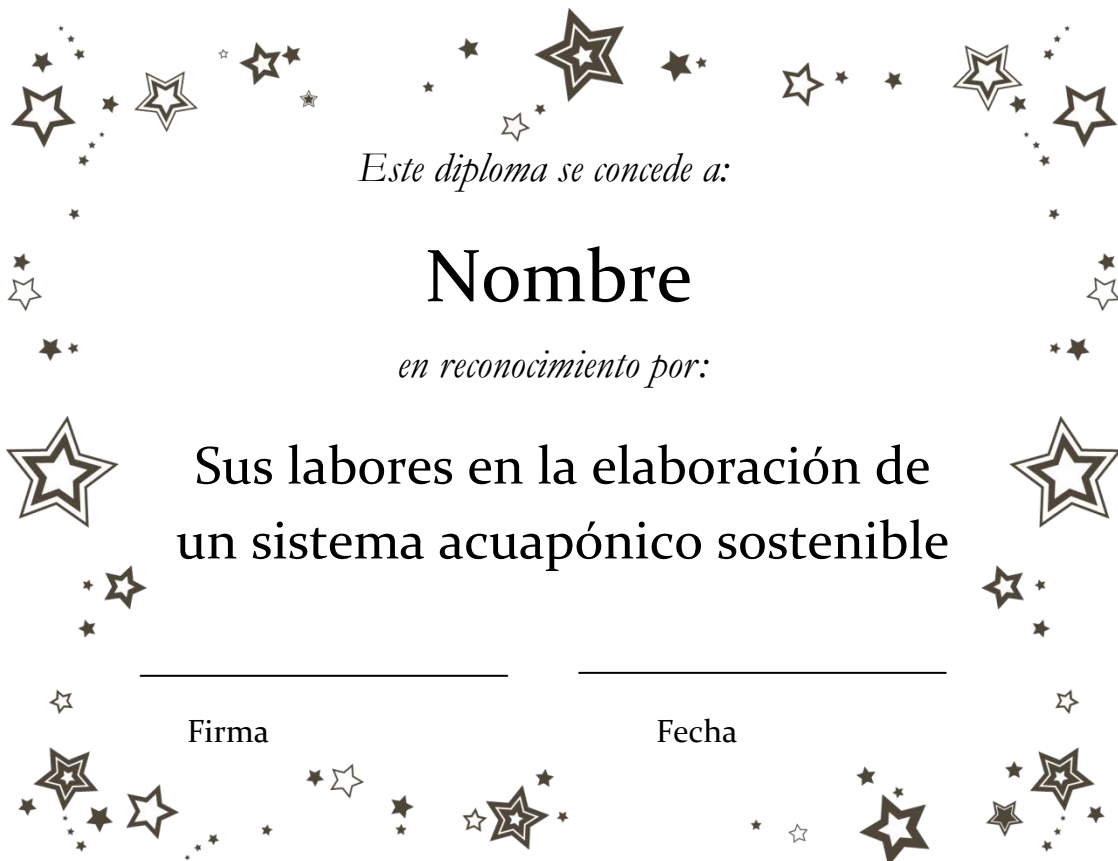 Este diploma se concede a:
Nombre
en reconocimiento por:
Sus labores en la elaboración de
un sistema acuapónico sostenible
Firma Fecha